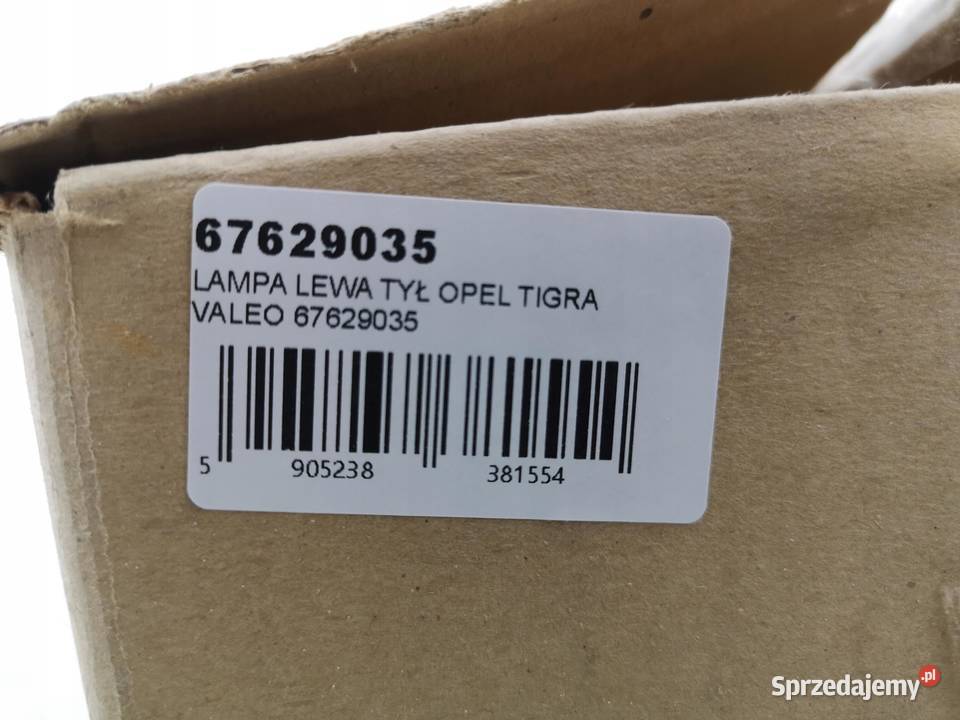 67629035
LAMPA LEWA TYŁ OPEL TIGRA
VALEO 67629035
5 905238 381554
Sprzedajemy.pl